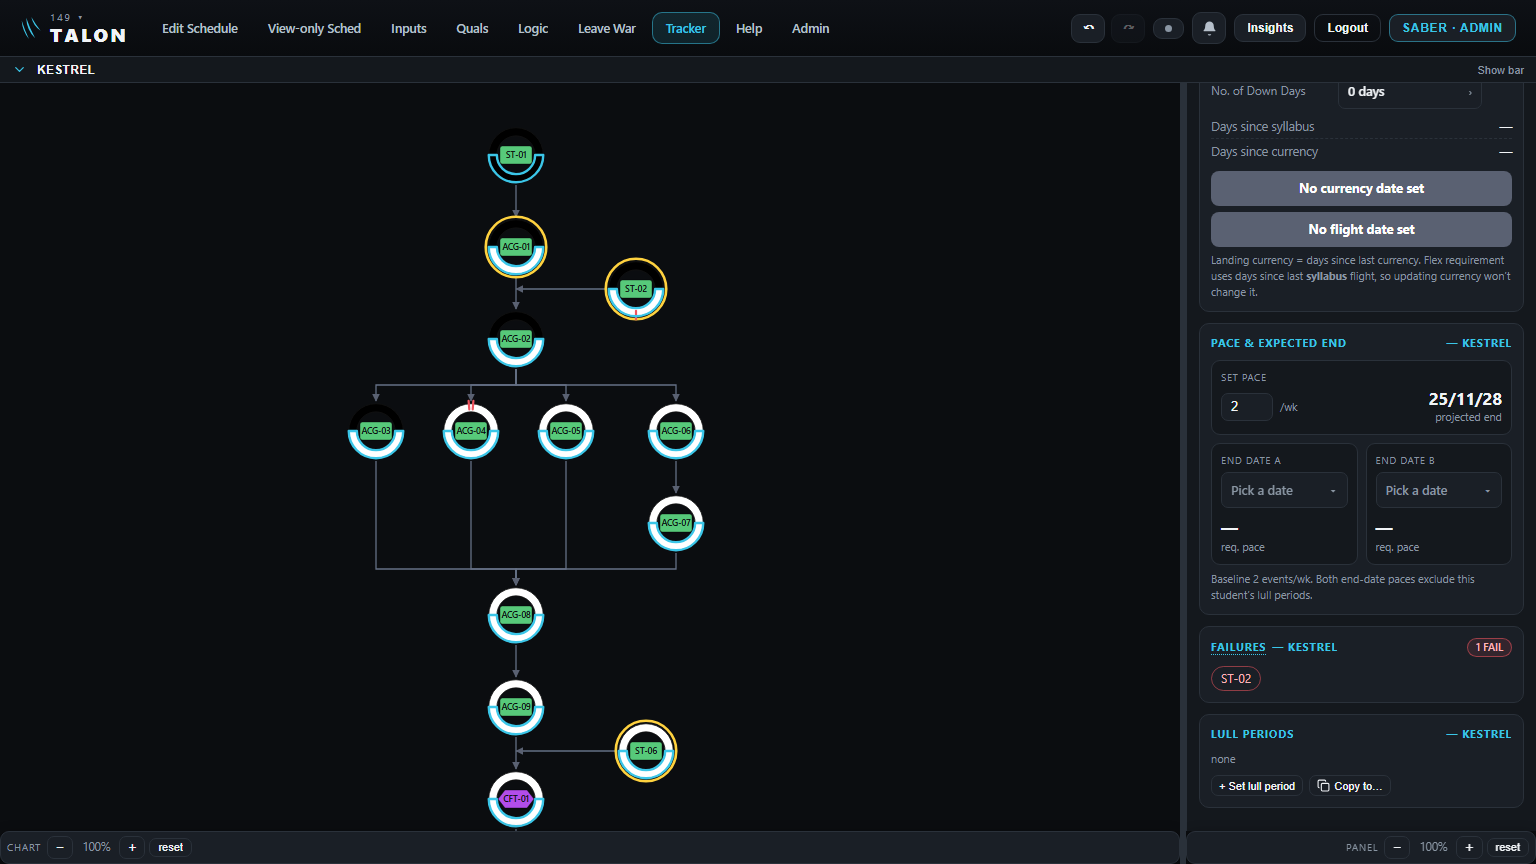 149
TALON
Edit Schedule
View-only Sched
Inputs
Quals
Logic
Leave War
Tracker
Help
Admin
Insights
Logout
SABER · ADMIN
KESTREL
Show bar
ST-01
ACG-01
ST-02
ACG-02
ACG-03
ACG-04
ACG-05
ACG-06
ACG-07
ACG-08
ACG-09
ST-06
CFT-01
CHART
−
100%
+
reset
No. of Down Days
0 days
Days since syllabus
—
Days since currency
—
No currency date set
No flight date set
Landing currency = days since last currency. Flex requirement
uses days since last syllabus flight, so updating currency won't
change it.
PACE & EXPECTED END
— KESTREL
SET PACE
2 /wk
25/11/28
projected end
END DATE A
Pick a date
—
req. pace
END DATE B
Pick a date
—
req. pace
Baseline 2 events/wk. Both end-date paces exclude this
student's lull periods.
FAILURES — KESTREL
1 FAIL
ST-02
LULL PERIODS
— KESTREL
none
+ Set lull period
Copy to...
PANEL
−
100%
+
reset